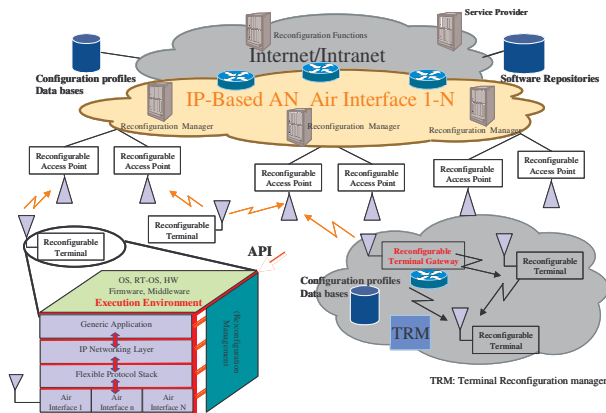 Service Provider
Reconfiguration Functions
Internet/Intranet
Configuration profiles
Data bases
Software Repositories
IP-Based AN Air Interface 1-N
Reconfiguration Manager
Reconfiguration Manager
Reconfiguration Manager
Reconfigurable
Access Point
Reconfigurable
Access Point
Reconfigurable
Access Point
Reconfigurable
Access Point
Reconfigurable
Access Point
Reconfigurable
Access Point
Reconfigurable
Terminal
Reconfigurable
Terminal
API
Reconfigurable
Terminal Gateway
Reconfigurable
Terminal
Configuration profiles
Data bases
TRM
Reconfigurable
Terminal
TRM: Terminal Reconfiguration manager
OS, RT-OS, HW
Firmware, Middleware
Execution Environment
Generic Application
IP Networking Layer
Flexible Protocol Stack
Air
Interface 1
Air
Interface n
Air
Interface N
(Re)configuration
Management